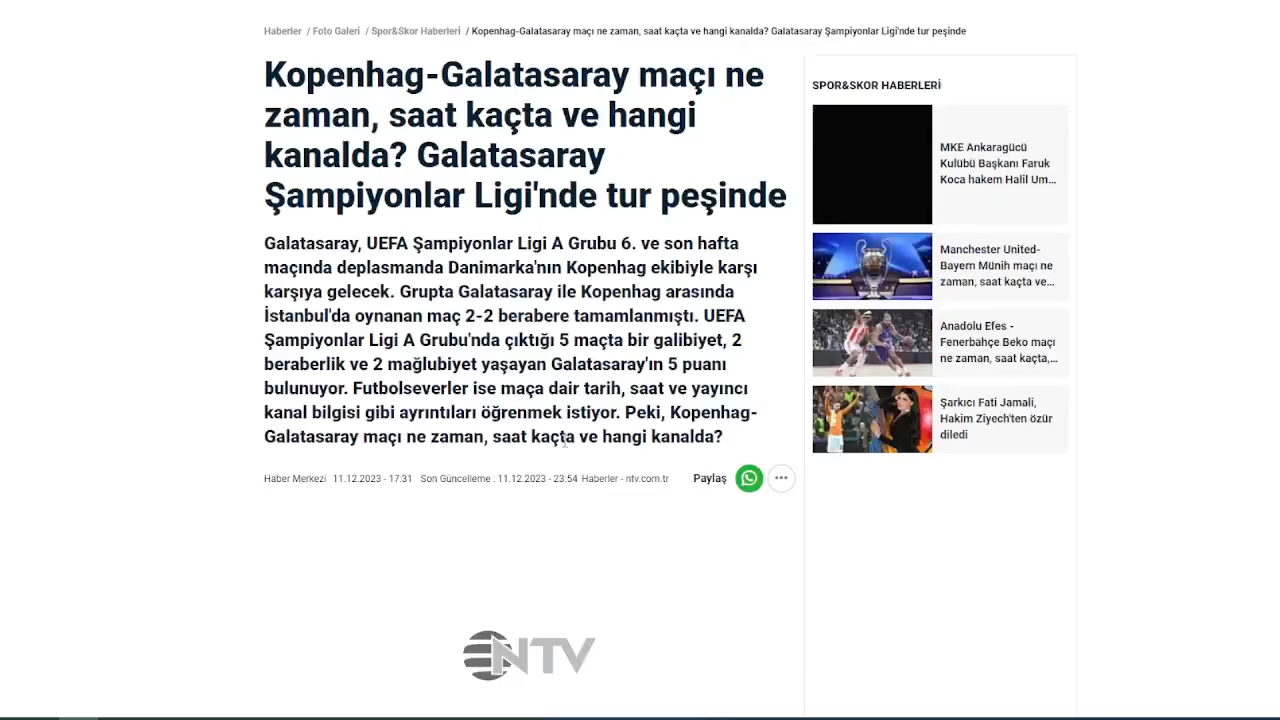 Haberler / Foto Galeri / Spor&Skor Haberleri / Kopenhag-Galatasaray maçı ne zaman, saat kaçta ve hangi kanalda? Galatasaray Şampiyonlar Ligi'nde tur peşinde
Kopenhag-Galatasaray maçı ne
zaman, saat kaçta ve hangi
kanalda? Galatasaray
Şampiyonlar Ligi'nde tur peşinde
Galatasaray, UEFA Şampiyonlar Ligi A Grubu 6. ve son hafta
maçında deplasmanda Danimarka'nın Kopenhag ekibiyle karşı
karşıya gelecek. Grupta Galatasaray ile Kopenhag arasında
İstanbul'da oynanan maç 2-2 berabere tamamlanmıştı. UEFA
Şampiyonlar Ligi A Grubu'nda çıktığı 5 maçta bir galibiyet, 2
beraberlik ve 2 mağlubiyet yaşayan Galatasaray'ın 5 puanı
bulunuyor. Futbolseverler ise maça dair tarih, saat ve yayıncı
kanal bilgisi gibi ayrıntıları öğrenmek istiyor. Peki, Kopenhag-
Galatasaray maçı ne zaman, saat kaçta ve hangi kanalda?
Haber Merkezi 11.12.2023 - 17:31 Son Güncelleme : 11.12.2023 - 23:54 Haberler - ntv.com.tr
Paylaş
NTV
SPOR&SKOR HABERLERİ
MKE Ankaragücü
Kulübü Başkanı Faruk
Koca hakem Halil Um...
Manchester United-
Bayern Münih maçı ne
zaman, saat kaçta ve...
Anadolu Efes -
Fenerbahçe Beko maçı
ne zaman, saat kaçta,...
Şarkıcı Fati Jamali,
Hakim Ziyech'ten özür
diledi